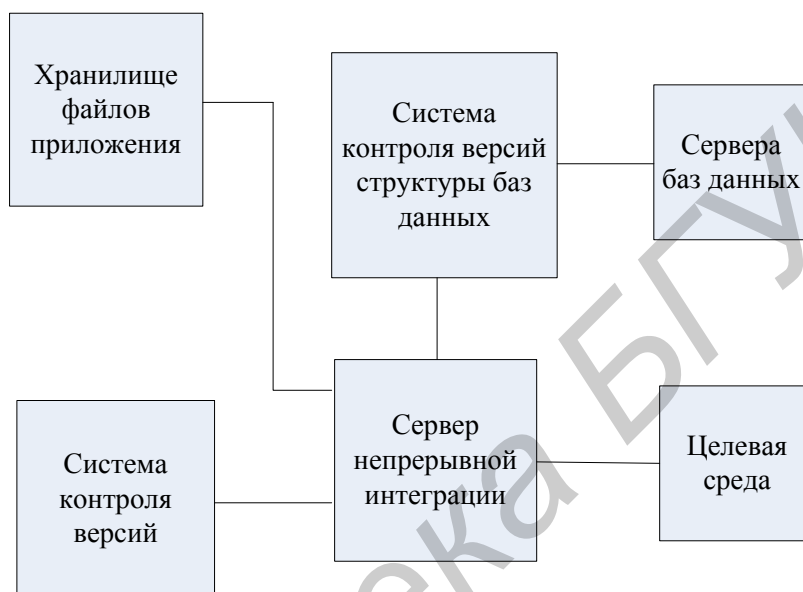 Хранилище
файлов
приложения
Система
контроля версий
структуры баз
данных
Сервера
баз данных
Система
контроля
версий
Сервер
непрерывной
интеграции
Целевая
среда